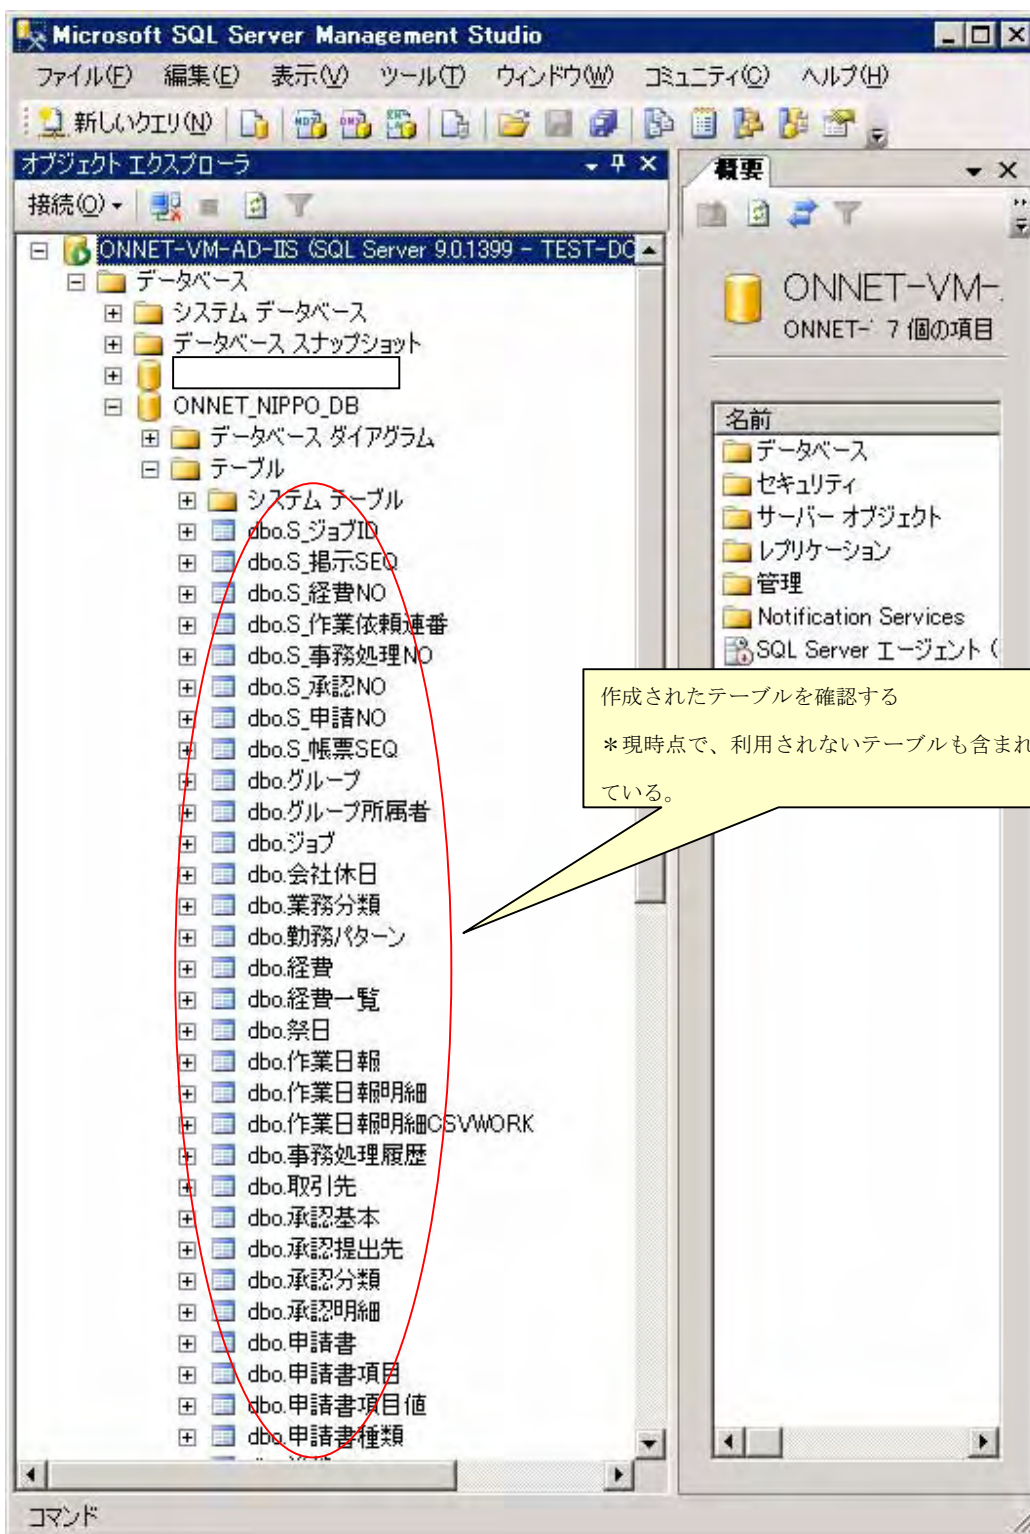 Microsoft SQL Server Management Studio
ファイル(F) 編集(E) 表示(V) ツール(T) ウィンドウ(W) コミュニティ(C) ヘルプ(H)
新しいクエリ(N)
オブジェクト エクスプローラ
接続(O)
ONNET-VM-AD-IIS (SQL Server 9.0.1399 - TEST-DO
データベース
システム データベース
データベース スナップショット
ONNET_NIPPO_DB
データベース ダイアグラム
テーブル
システム テーブル
dbo.S_ジョブID
dbo.S_掲示SEQ
dbo.S_経費NO
dbo.S_作業依頼連番
dbo.S_事務処理NO
dbo.S_承認NO
dbo.S_申請NO
dbo.S_帳票SEQ
dbo.グループ
dbo.グループ所属者
dbo.ジョブ
dbo.会社休日
dbo.業務分類
dbo.勤務パターン
dbo.経費
dbo.経費一覧
dbo.祭日
dbo.作業日報
dbo.作業日報明細
dbo.作業日報明細CSVWORK
dbo.事務処理履歴
dbo.取引先
dbo.承認基本
dbo.承認提出先
dbo.承認分類
dbo.承認明細
dbo.申請書
dbo.申請書項目
dbo.申請書項目値
dbo.申請書種類
概要
ONNET-VM-.
ONNET- 7 個の項目
名前
データベース
セキュリティ
サーバー オブジェクト
レプリケーション
管理
Notification Services
SQL Server エージェント (
作成されたテーブルを確認する
＊現時点で、利用されないテーブルも含まれ
ている。
コマンド